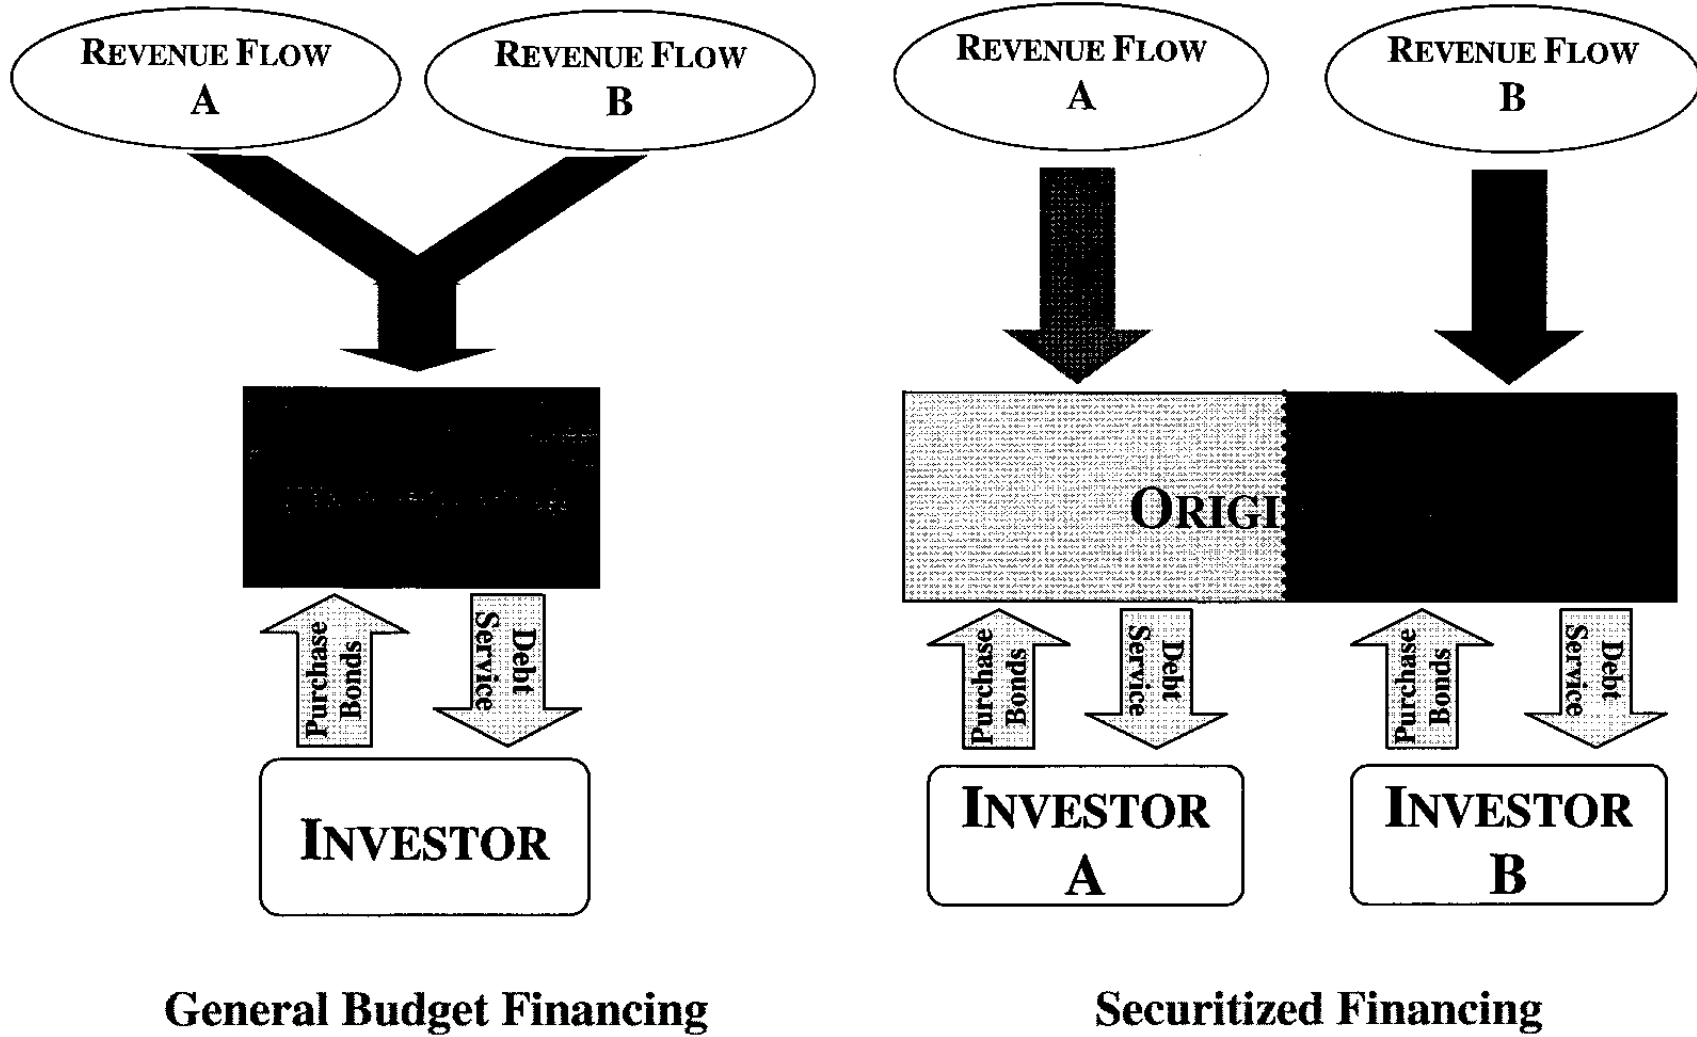 REVENUE FLOW
A
REVENUE FLOW
B
Purchase
Bonds
Debt
Service
INVESTOR
General Budget Financing
REVENUE FLOW
A
REVENUE FLOW
B
ORIGI
Purchase
Bonds
Debt
Service
Purchase
Bonds
Debt
Service
INVESTOR
A
INVESTOR
B
Securitized Financing